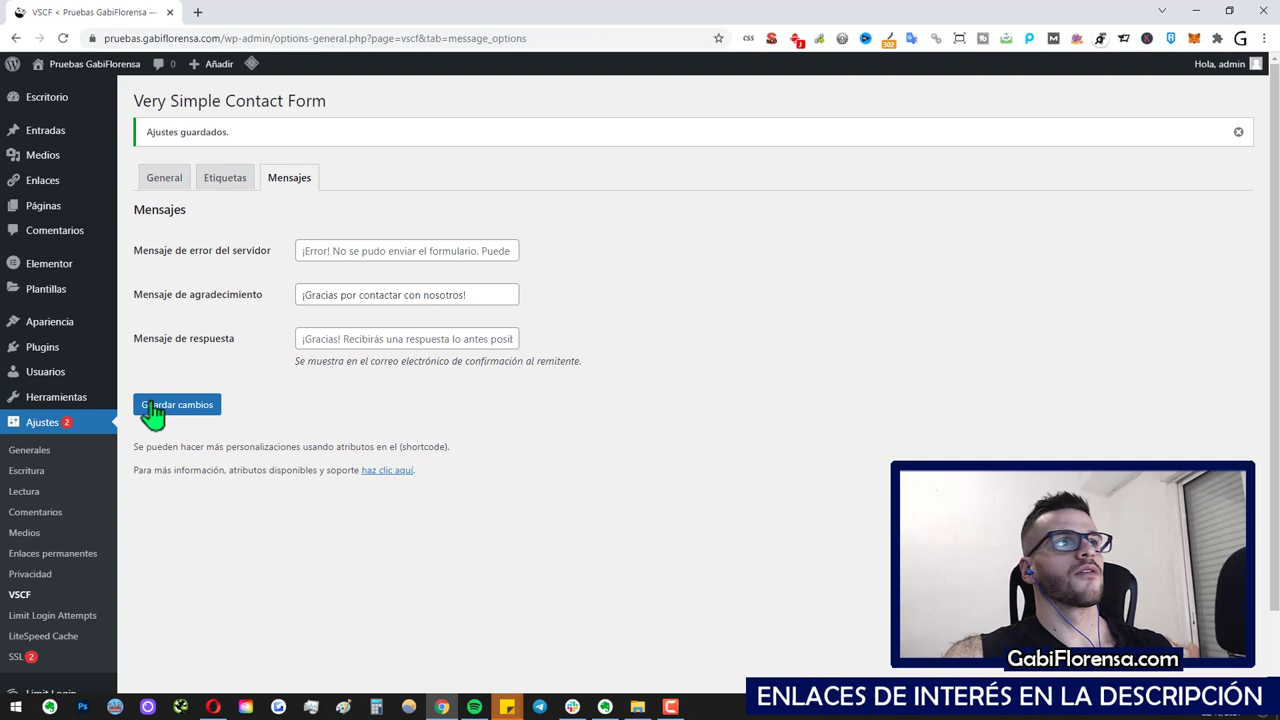 VSCF < Pruebas GabiFlorensa —
pruebas.gabiflorensa.com/wp-admin/options-general.php?page=vscf&tab=message_options
Pruebas GabiFlorensa
0
Añadir
Hola, admin
Escritorio
Entradas
Medios
Enlaces
Páginas
Comentarios
Elementor
Plantillas
Apariencia
Plugins
Usuarios
Herramientas
Ajustes 2
Generales
Escritura
Lectura
Comentarios
Medios
Enlaces permanentes
Privacidad
VSCF
Limit Login Attempts
LiteSpeed Cache
SSL 2
Limit Login
Very Simple Contact Form
Ajustes guardados.
General
Etiquetas
Mensajes
Mensajes
Mensaje de error del servidor
¡Error! No se pudo enviar el formulario. Puede
Mensaje de agradecimiento
¡Gracias por contactar con nosotros!
Mensaje de respuesta
¡Gracias! Recibirás una respuesta lo antes posib
Se muestra en el correo electrónico de confirmación al remitente.
Guardar cambios
Se pueden hacer más personalizaciones usando atributos en el (shortcode).
Para más información, atributos disponibles y soporte haz clic aquí.
GabiFlorensa.com
ENLACES DE INTERÉS EN LA DESCRIPCIÓN